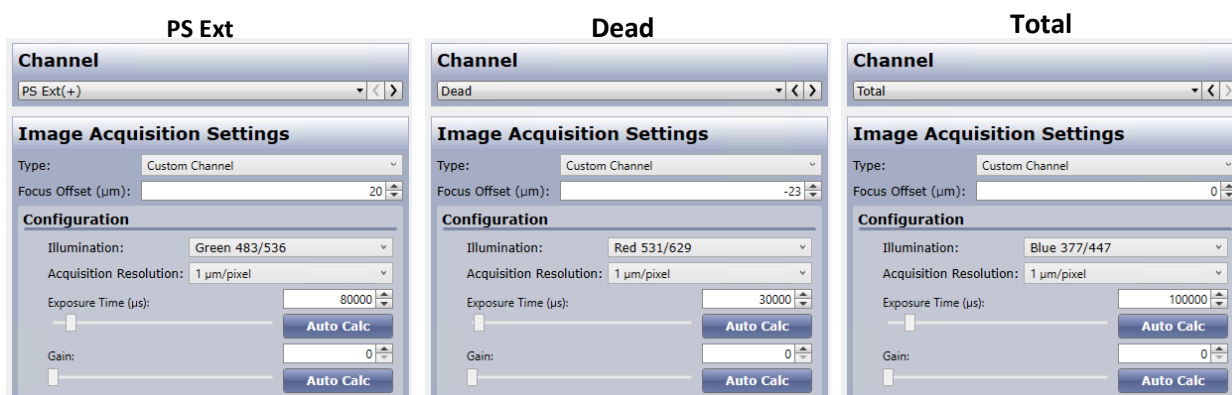 PS Ext
Channel
PS Ext(+)
Image Acquisition Settings
Type: Custom Channel
Focus Offset (µm): 20
Configuration
Illumination: Green 483/536
Acquisition Resolution: 1 µm/pixel
Exposure Time (µs): 80000
Auto Calc
Gain: 0
Auto Calc
Dead
Channel
Dead
Image Acquisition Settings
Type: Custom Channel
Focus Offset (µm): -23
Configuration
Illumination: Red 531/629
Acquisition Resolution: 1 µm/pixel
Exposure Time (µs): 30000
Auto Calc
Gain: 0
Auto Calc
Total
Channel
Total
Image Acquisition Settings
Type: Custom Channel
Focus Offset (µm): 0
Configuration
Illumination: Blue 377/447
Acquisition Resolution: 1 µm/pixel
Exposure Time (µs): 100000
Auto Calc
Gain: 0
Auto Calc